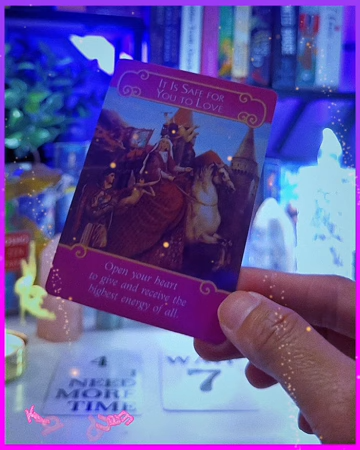 It Is Safe for
You to Love
Open your heart
to give and receive the
highest energy of all.
4
NEED
MORE
TIME
7